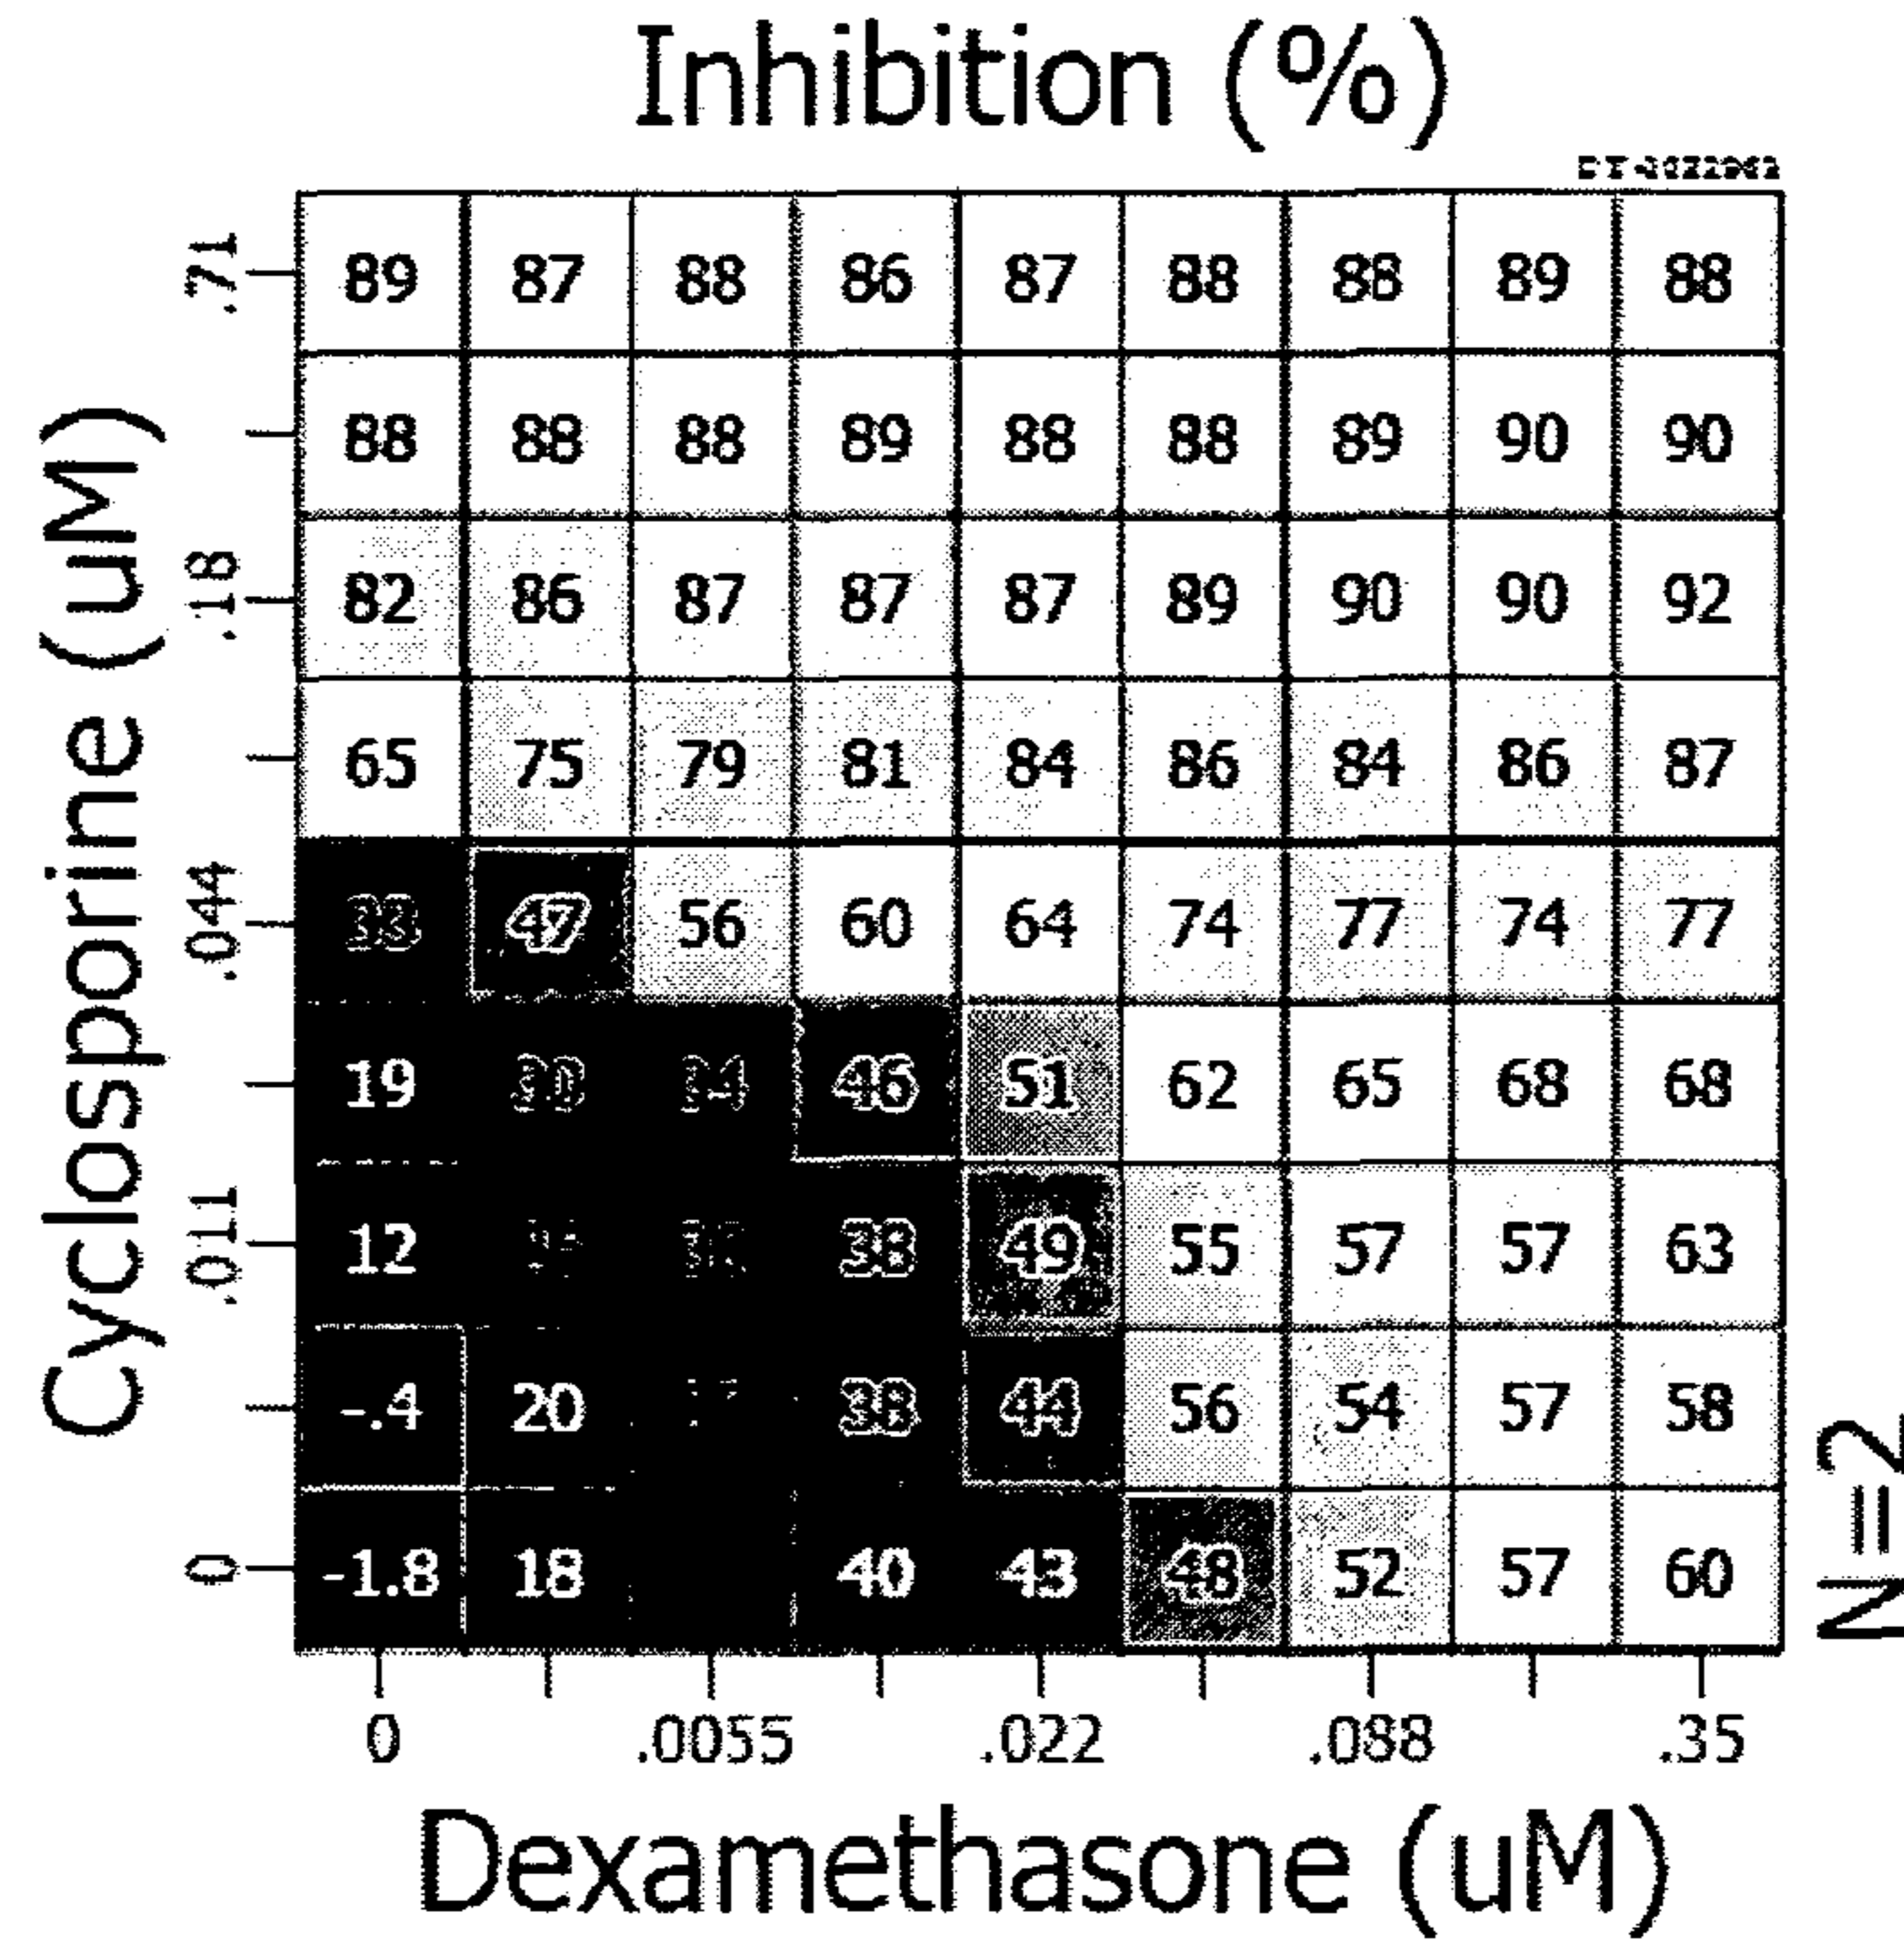 Inhibition (%)
.71 89 87 88 86 87 88 88 89 88
88 88 88 89 88 88 89 90 90
.18 82 86 87 87 87 89 90 90 92
65 75 79 81 84 86 84 86 87
.044 33 47 56 60 64 74 77 74 77
19 34 46 51 62 65 68 68
.011 12 38 49 55 57 57 63
-.4 20 38 44 56 54 57 58
0 -1.8 18 40 43 48 52 57 60
0 .0055 .022 .088 .35
Cyclosporine (uM)
Dexamethasone (uM)
N=2